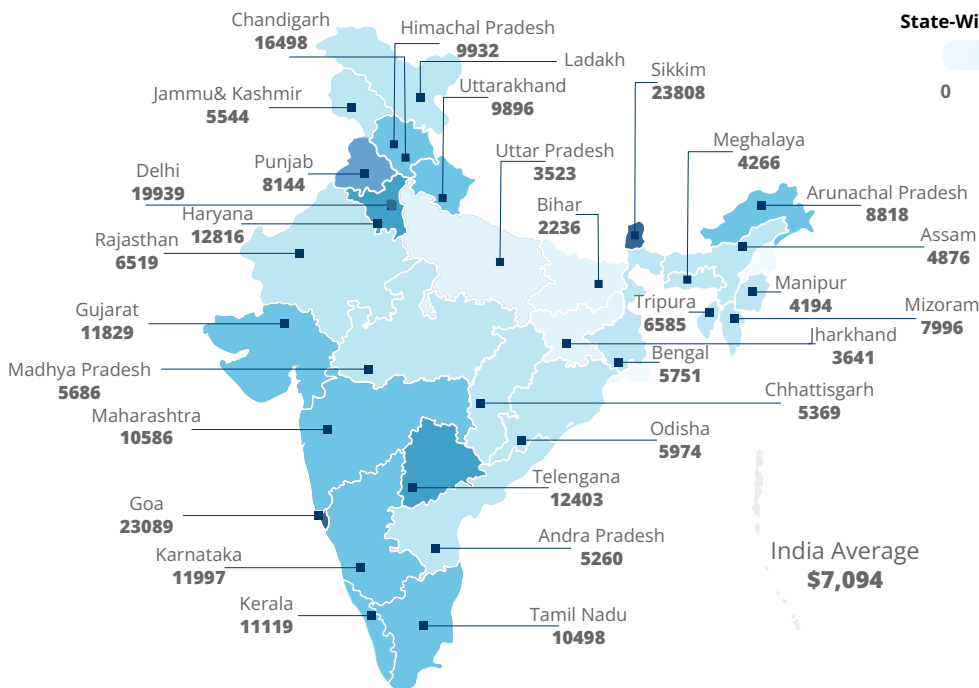 Chandigarh
16498
Himachal Pradesh
9932
Ladakh
State-Wi
0
Sikkim
23808
Jammu& Kashmir
5544
Uttarakhand
9896
Meghalaya
4266
Delhi
19939
Punjab
8144
Uttar Pradesh
3523
Arunachal Pradesh
8818
Haryana
12816
Bihar
2236
Assam
4876
Rajasthan
6519
Manipur
4194
Tripura
6585
Mizoram
7996
Gujarat
11829
Jharkhand
3641
Bengal
5751
Madhya Pradesh
5686
Chhattisgarh
5369
Maharashtra
10586
Odisha
5974
Telengana
12403
Goa
23089
Andra Pradesh
5260
India Average
$7,094
Karnataka
11997
Kerala
11119
Tamil Nadu
10498